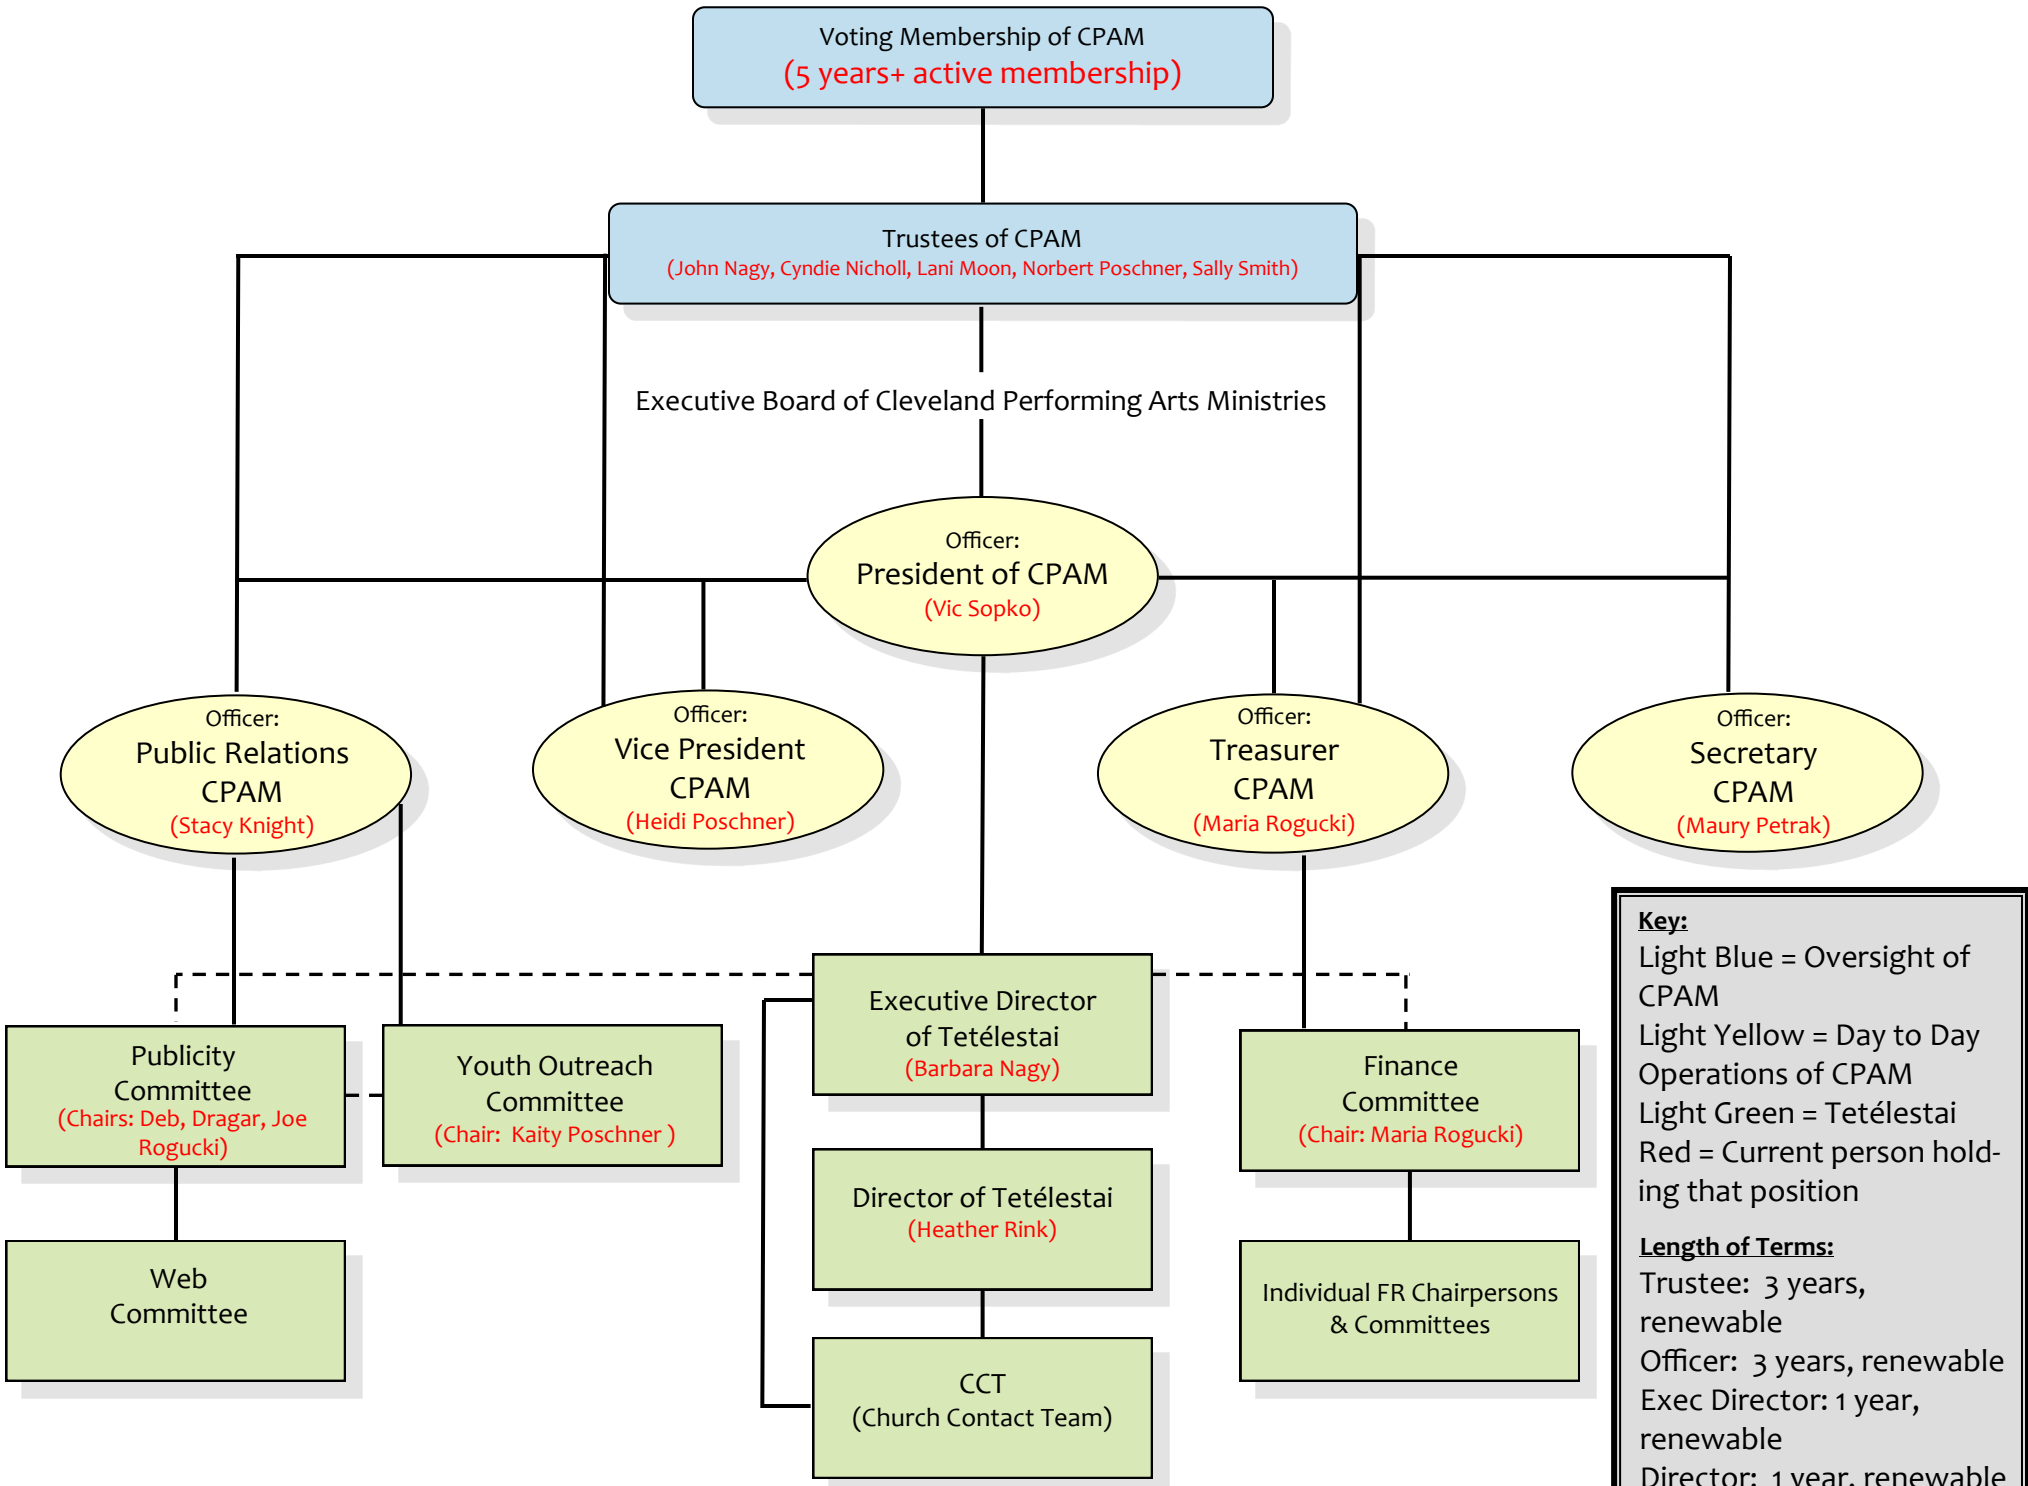 Voting Membership of CPAM
(5 years+ active membership)
Trustees of CPAM
(John Nagy, Cyndie Nicholl, Lani Moon, Norbert Poschner, Sally Smith)
Executive Board of Cleveland Performing Arts Ministries
Officer:
President of CPAM
(Vic Sopko)
Officer:
Public Relations
CPAM
(Stacy Knight)
Officer:
Vice President
CPAM
(Heidi Poschner)
Officer:
Treasurer
CPAM
(Maria Rogucki)
Officer:
Secretary
CPAM
(Maury Petrak)
Publicity
Committee
(Chairs: Deb, Dragar, Joe
Rogucki)
Youth Outreach
Committee
(Chair:  Kaity Poschner )
Executive Director
of Tetélestai
(Barbara Nagy)
Finance
Committee
(Chair: Maria Rogucki)
Director of Tetélestai
(Heather Rink)
Web
Committee
Individual FR Chairpersons
& Committees
CCT
(Church Contact Team)
Key:
Light Blue = Oversight of
CPAM
Light Yellow = Day to Day
Operations of CPAM
Light Green = Tetélestai
Red = Current person hold-
ing that position
Length of Terms:
Trustee:  3 years,
renewable
Officer:  3 years, renewable
Exec Director: 1 year,
renewable
Director:  1 year, renewable